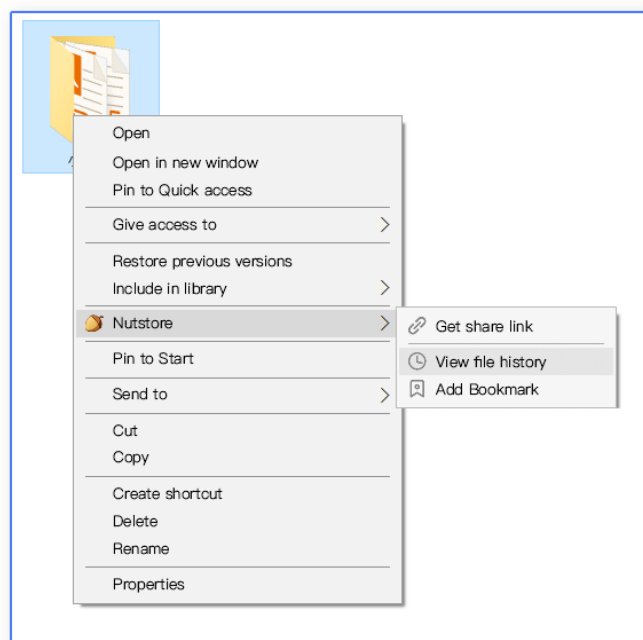 Open
Open in new window
Pin to Quick access
Give access to
Restore previous versions
Include in library
Nutstore
Get share link
View file history
Add Bookmark
Pin to Start
Send to
Cut
Copy
Create shortcut
Delete
Rename
Properties